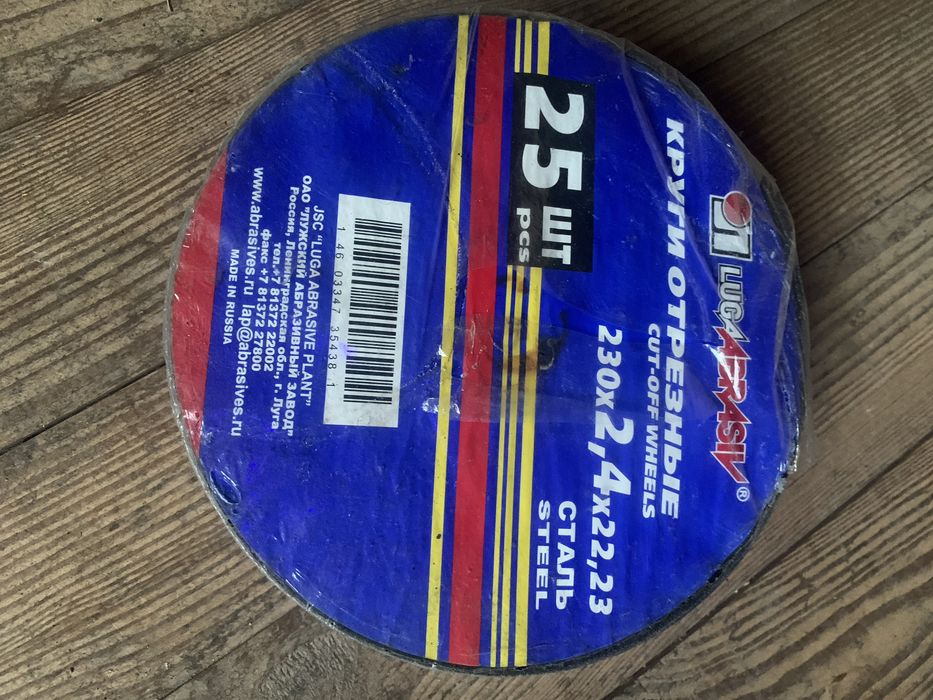 LUGAABRASIV®
КРУГИ ОТРЕЗНЫЕ
CUT-OFF WHEELS
230x2,4x22,23
25 ШТ
pcs
СТАЛЬ
STEEL
1 46 03347 35438 1
JSC "LUGA ABRASIVE PLANT"
ОАО "ЛУЖСКИЙ АБРАЗИВНЫЙ ЗАВОД"
Россия, Ленинградская обл., г. Луга
тел.+7 81372 22002
факс +7 81372 27800
www.abrasives.ru lap@abrasives.ru
MADE IN RUSSIA